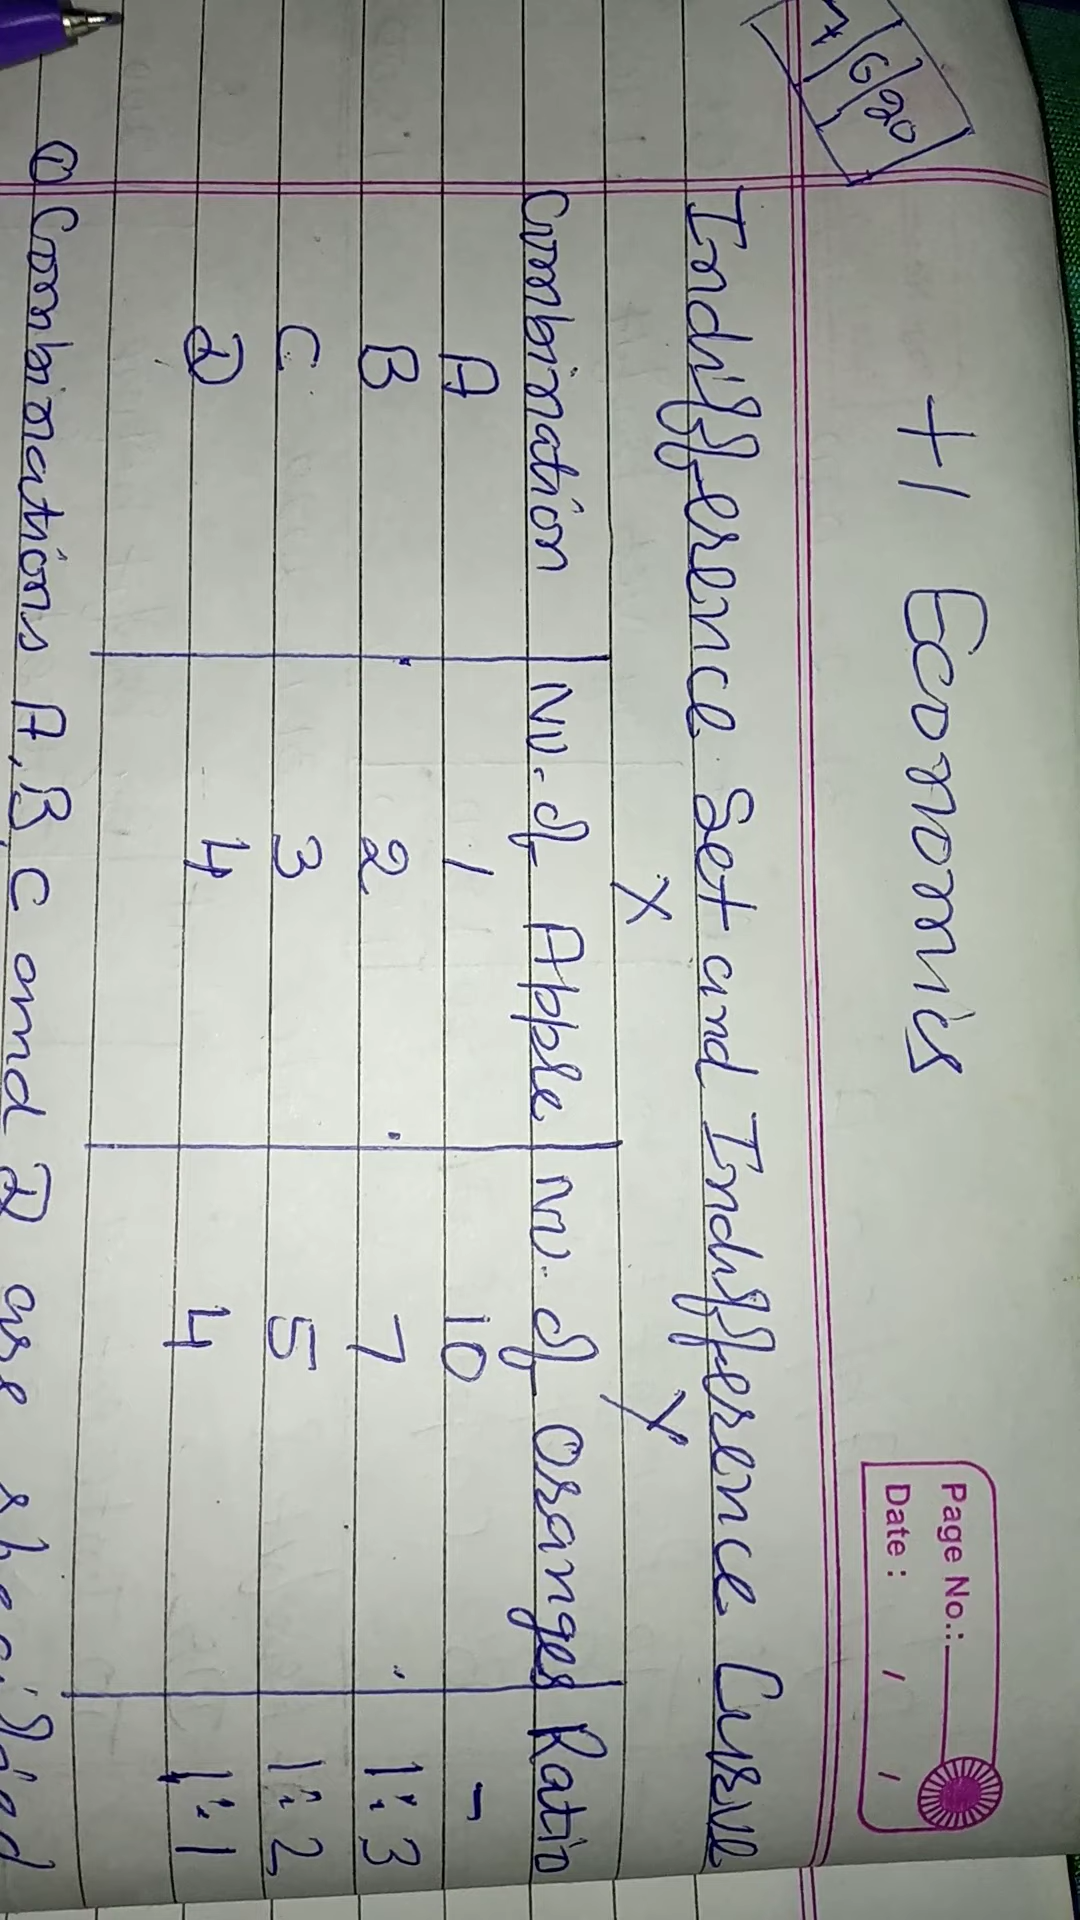 7/6/20
+1 Economics
Page No.:
Date : / /
Indifference Set and Indifference Curve
X Y
Combination No. of Apple No. of Oranges Ratio
A 1 10 -
B 2 7 1:3
C 3 5 1:2
D 4 4 1:1
① Combinations A, B, C and D are